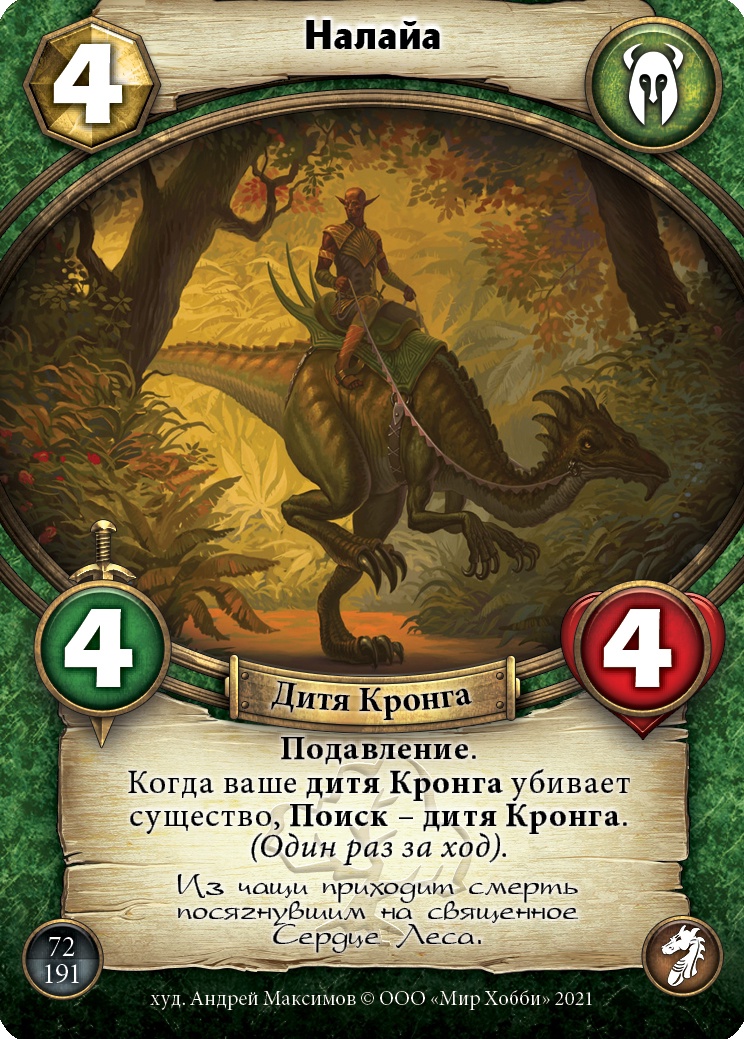 Налайа
4
4
4
Дитя Кронга
Подавление.
Когда ваше дитя Кронга убивает
существо, Поиск – дитя Кронга.
(Один раз за ход).
Из чащи приходит смерть
посягнувшим на священное
Сердце Леса.
72
191
худ. Андрей Максимов © ООО «Мир Хобби» 2021